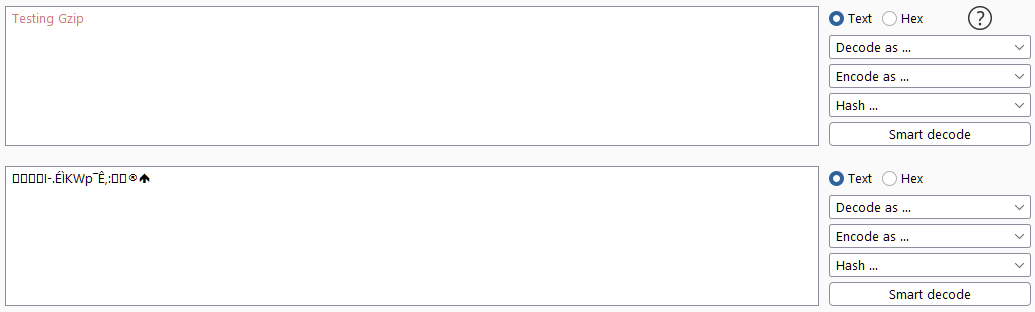 Testing Gzip
Text Hex ?
Decode as ...
Encode as ...
Hash ...
Smart decode
▯▯▯▯I-.ÉÌKWp¯Ê,:▯▯®🡹
Text Hex
Decode as ...
Encode as ...
Hash ...
Smart decode